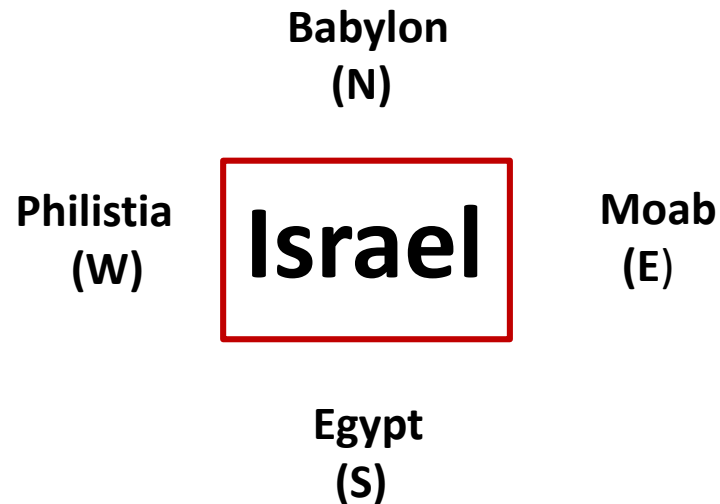 Babylon
(N)
Philistia
(W)
Israel
Moab
(E)
Egypt
(S)